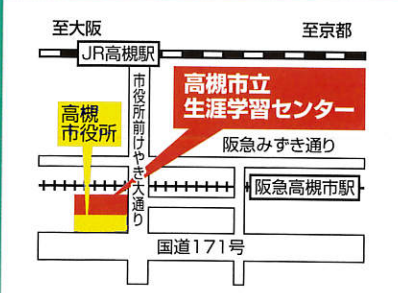 至大阪
至京都
JR高槻駅
高槻市立
生涯学習センター
高槻
市役所
市役所前けやき大通り
阪急みずき通り
阪急高槻市駅
国道171号